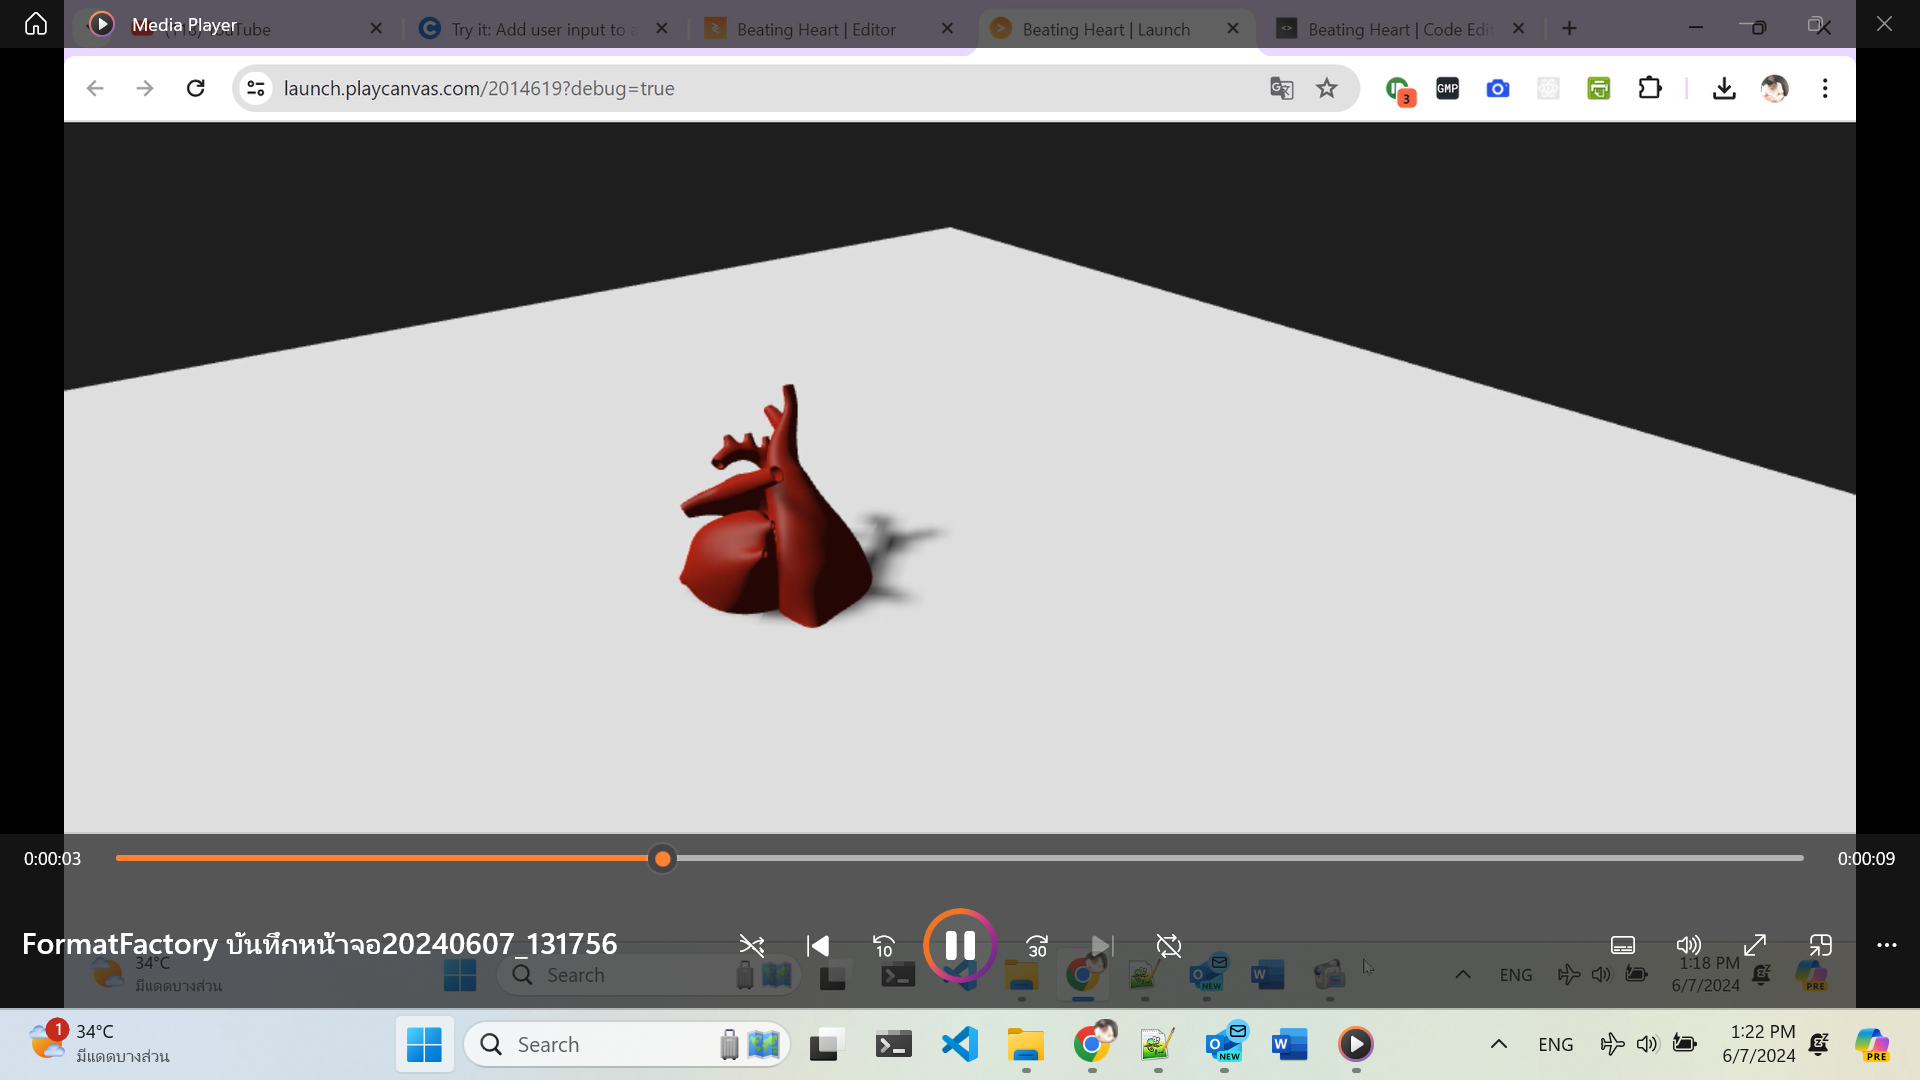 Media Player
YouTube
Try it: Add user input to a
Beating Heart | Editor
Beating Heart | Launch
Beating Heart | Code Edit
launch.playcanvas.com/2014619?debug=true
GMP
3
0:00:03
0:00:09
FormatFactory บันทึกหน้าจอ20240607_131756
10
30
34°C
มีแดดบางส่วน
Search
NEW
ENG
1:18 PM
6/7/2024
PRE
1
34°C
มีแดดบางส่วน
Search
NEW
ENG
1:22 PM
6/7/2024
PRE